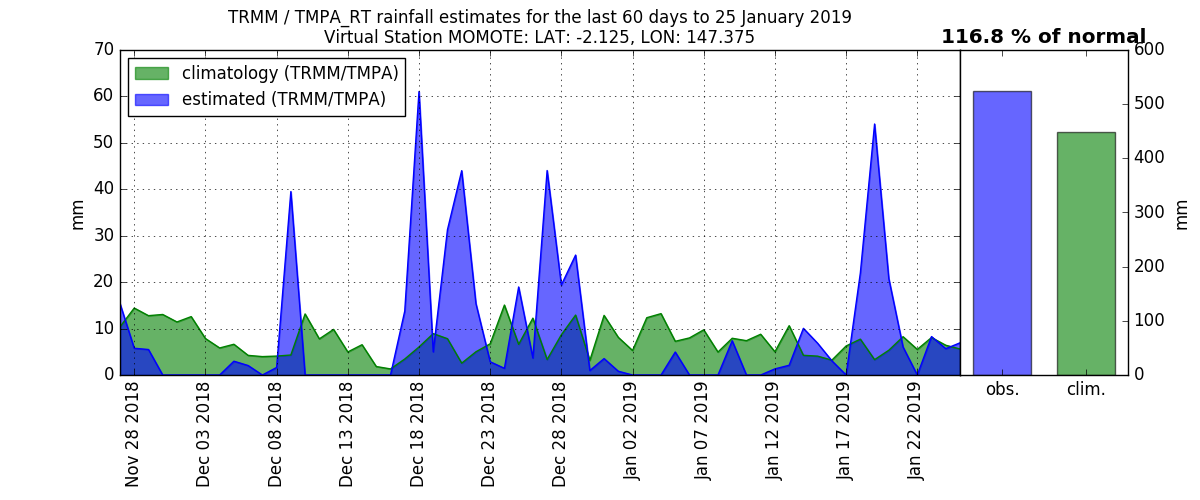 TRMM / TMPA_RT rainfall estimates for the last 60 days to 25 January 2019
Virtual Station MOMOTE: LAT: -2.125, LON: 147.375
116.8 % of normal
climatology (TRMM/TMPA)
estimated (TRMM/TMPA)
mm
70
60
50
40
30
20
10
0
Nov 28 2018
Dec 03 2018
Dec 08 2018
Dec 13 2018
Dec 18 2018
Dec 23 2018
Dec 28 2018
Jan 02 2019
Jan 07 2019
Jan 12 2019
Jan 17 2019
Jan 22 2019
obs.
clim.
600
500
400
300
200
100
0
mm